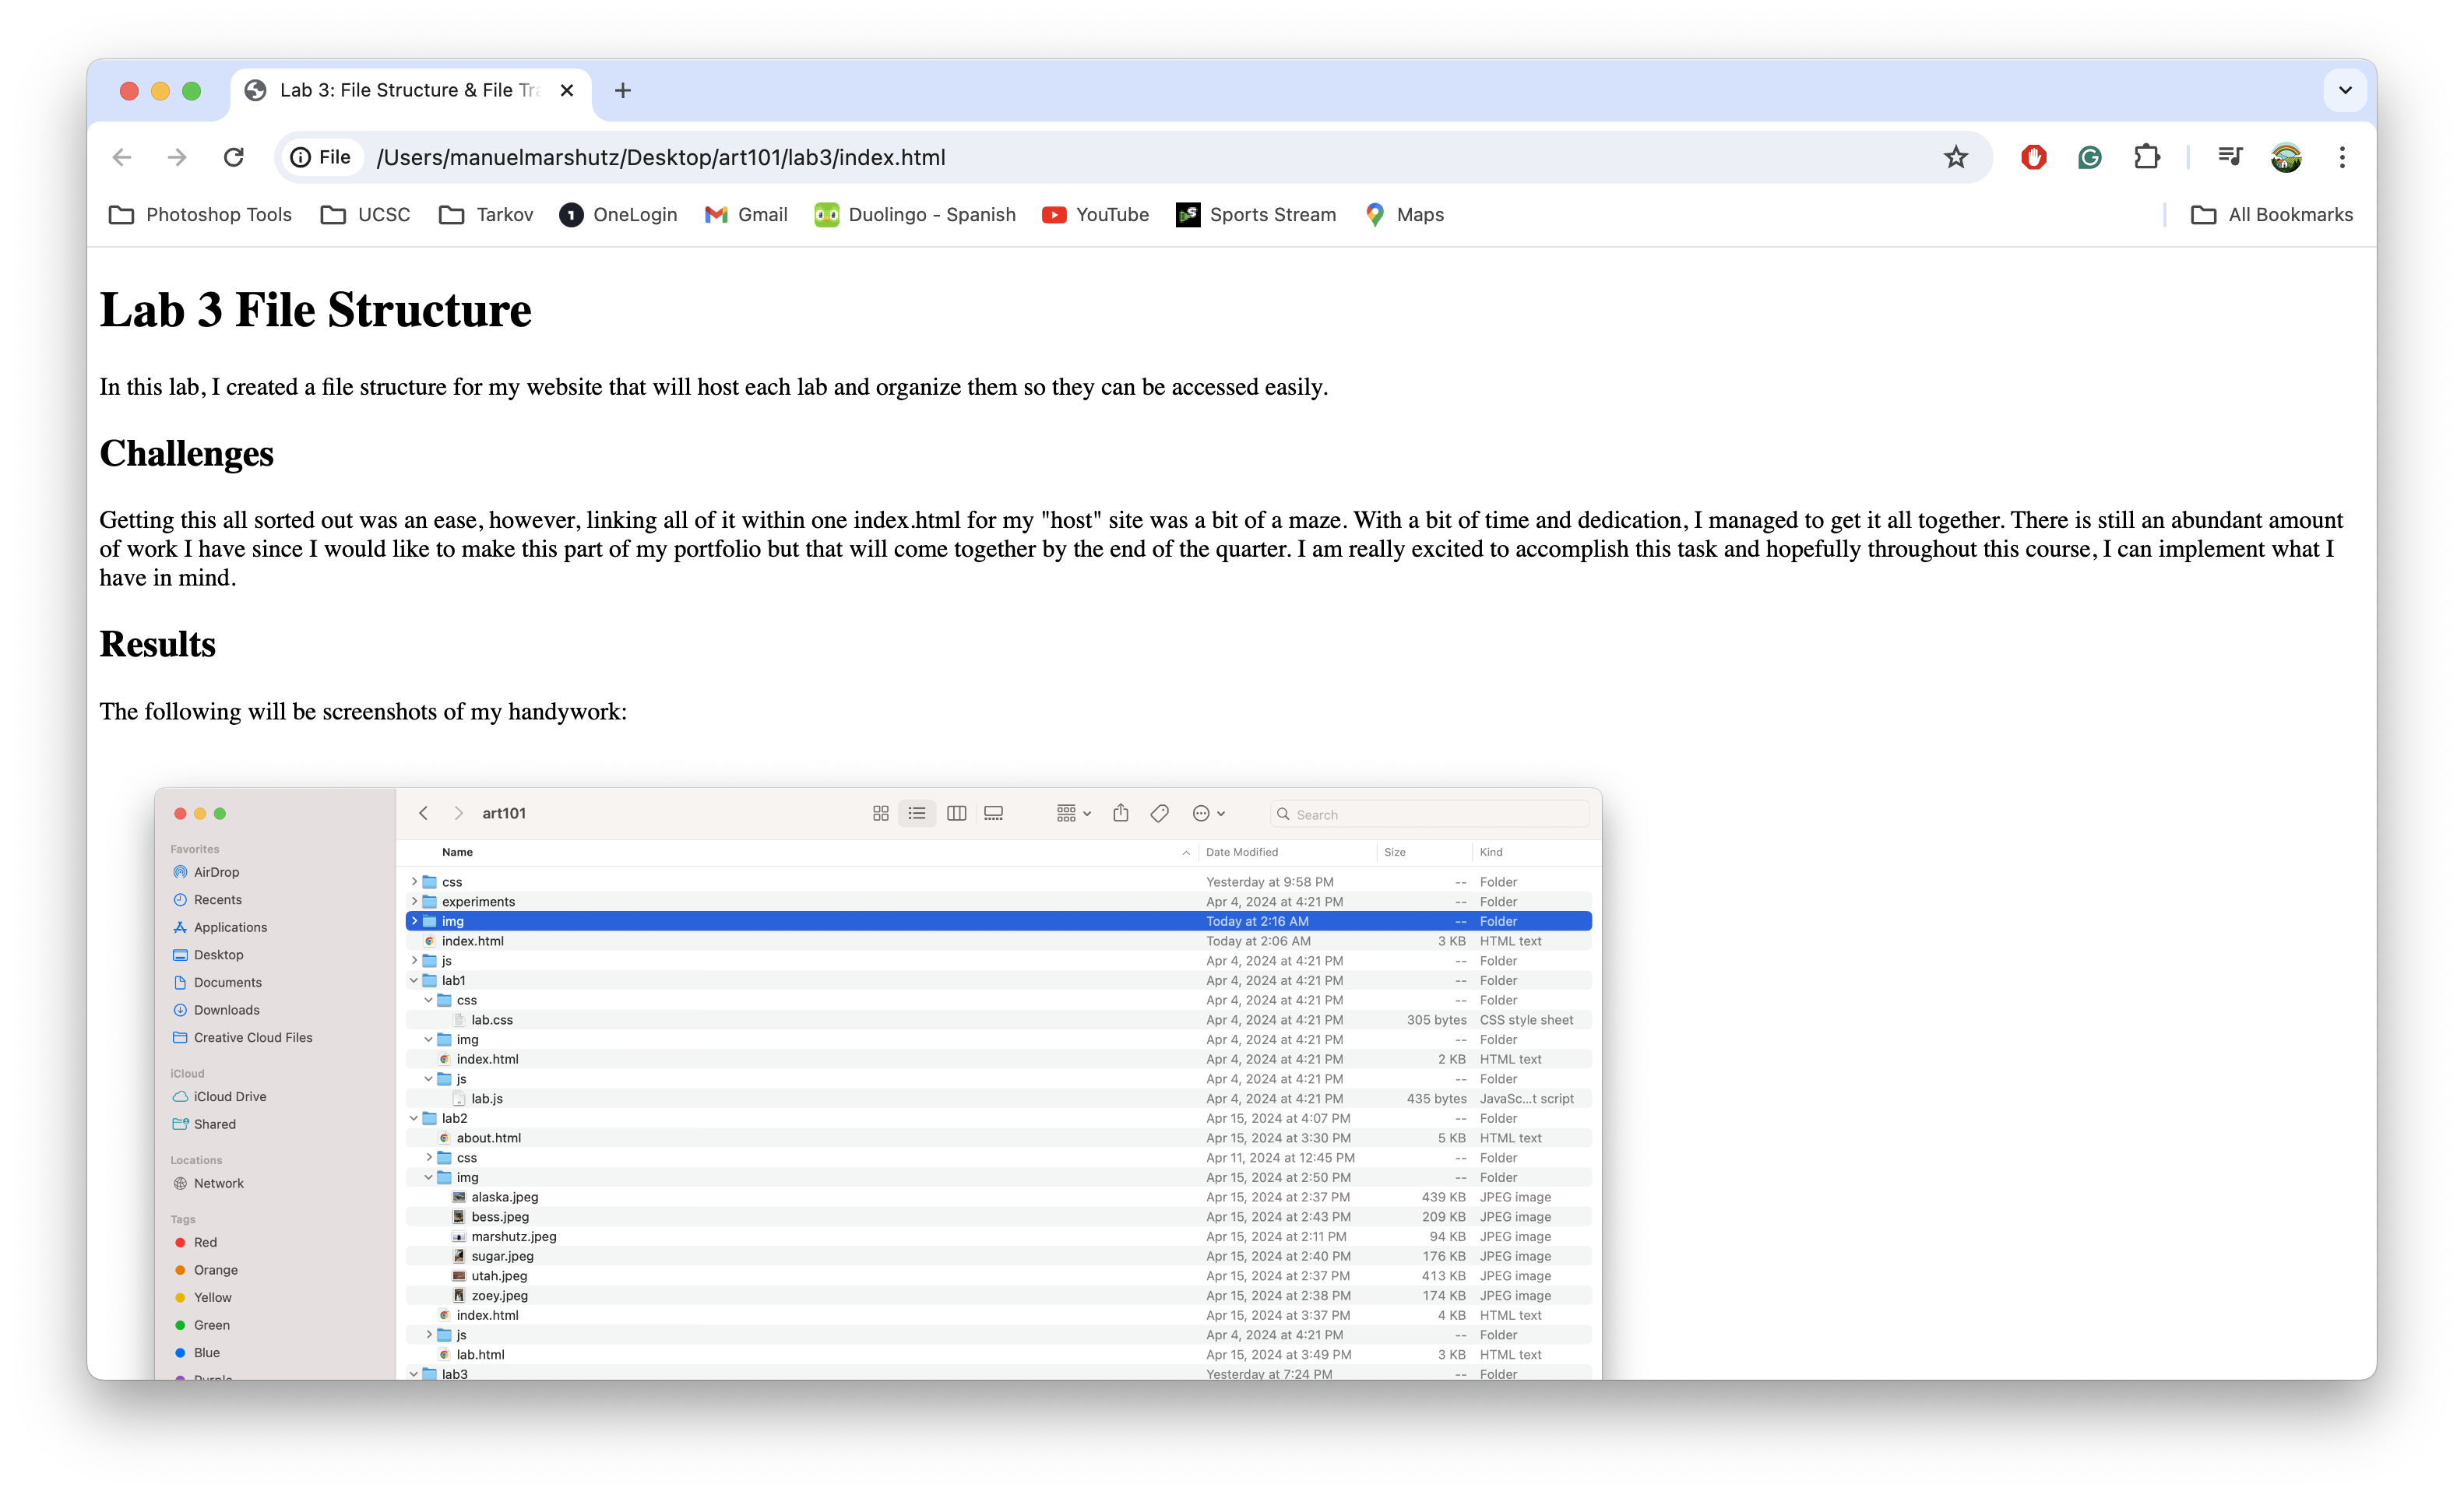 Lab 3: File Structure & File Tra
File /Users/manuelmarshutz/Desktop/art101/lab3/index.html
Photoshop Tools UCSC Tarkov OneLogin Gmail Duolingo - Spanish YouTube Sports Stream Maps All Bookmarks
Lab 3 File Structure
In this lab, I created a file structure for my website that will host each lab and organize them so they can be accessed easily.
Challenges
Getting this all sorted out was an ease, however, linking all of it within one index.html for my "host" site was a bit of a maze. With a bit of time and dedication, I managed to get it all together. There is still an abundant amount
of work I have since I would like to make this part of my portfolio but that will come together by the end of the quarter. I am really excited to accomplish this task and hopefully throughout this course, I can implement what I
have in mind.
Results
The following will be screenshots of my handywork:
art101 Search
Favorites
AirDrop
Recents
Applications
Desktop
Documents
Downloads
Creative Cloud Files
iCloud
iCloud Drive
Shared
Locations
Network
Tags
Red
Orange
Yellow
Green
Blue
Purple
Name Date Modified Size Kind
css Yesterday at 9:58 PM -- Folder
experiments Apr 4, 2024 at 4:21 PM -- Folder
img Today at 2:16 AM -- Folder
index.html Today at 2:06 AM 3 KB HTML text
js Apr 4, 2024 at 4:21 PM -- Folder
lab1 Apr 4, 2024 at 4:21 PM -- Folder
css Apr 4, 2024 at 4:21 PM -- Folder
lab.css Apr 4, 2024 at 4:21 PM 305 bytes CSS style sheet
img Apr 4, 2024 at 4:21 PM -- Folder
index.html Apr 4, 2024 at 4:21 PM 2 KB HTML text
js Apr 4, 2024 at 4:21 PM -- Folder
lab.js Apr 4, 2024 at 4:21 PM 435 bytes JavaSc...t script
lab2 Apr 15, 2024 at 4:07 PM -- Folder
about.html Apr 15, 2024 at 3:30 PM 5 KB HTML text
css Apr 11, 2024 at 12:45 PM -- Folder
img Apr 15, 2024 at 2:50 PM -- Folder
alaska.jpeg Apr 15, 2024 at 2:37 PM 439 KB JPEG image
bess.jpeg Apr 15, 2024 at 2:43 PM 209 KB JPEG image
marshutz.jpeg Apr 15, 2024 at 2:11 PM 94 KB JPEG image
sugar.jpeg Apr 15, 2024 at 2:40 PM 176 KB JPEG image
utah.jpeg Apr 15, 2024 at 2:37 PM 413 KB JPEG image
zoey.jpeg Apr 15, 2024 at 2:38 PM 174 KB JPEG image
index.html Apr 15, 2024 at 3:37 PM 4 KB HTML text
js Apr 4, 2024 at 4:21 PM -- Folder
lab.html Apr 15, 2024 at 3:49 PM 3 KB HTML text
lab3 Yesterday at 7:24 PM -- Folder